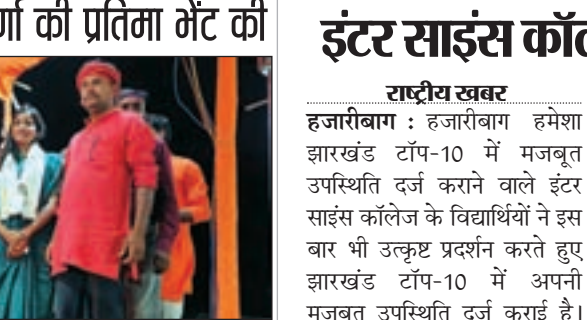 की प्रतिमा भेंट की
इंटर साइंस
राष्ट्रीय खबर
हजारीबाग : हजारीबाग हमेशा
झारखंड टॉप-10 में मजबूत
उपस्थिति दर्ज कराने वाले इंटर
साइंस कॉलेज के विद्यार्थियों ने इस
बार भी उत्कृष्ट प्रदर्शन करते हुए
झारखंड टॉप-10 में अपनी
मजबूत उपस्थिति दर्ज कराई है।